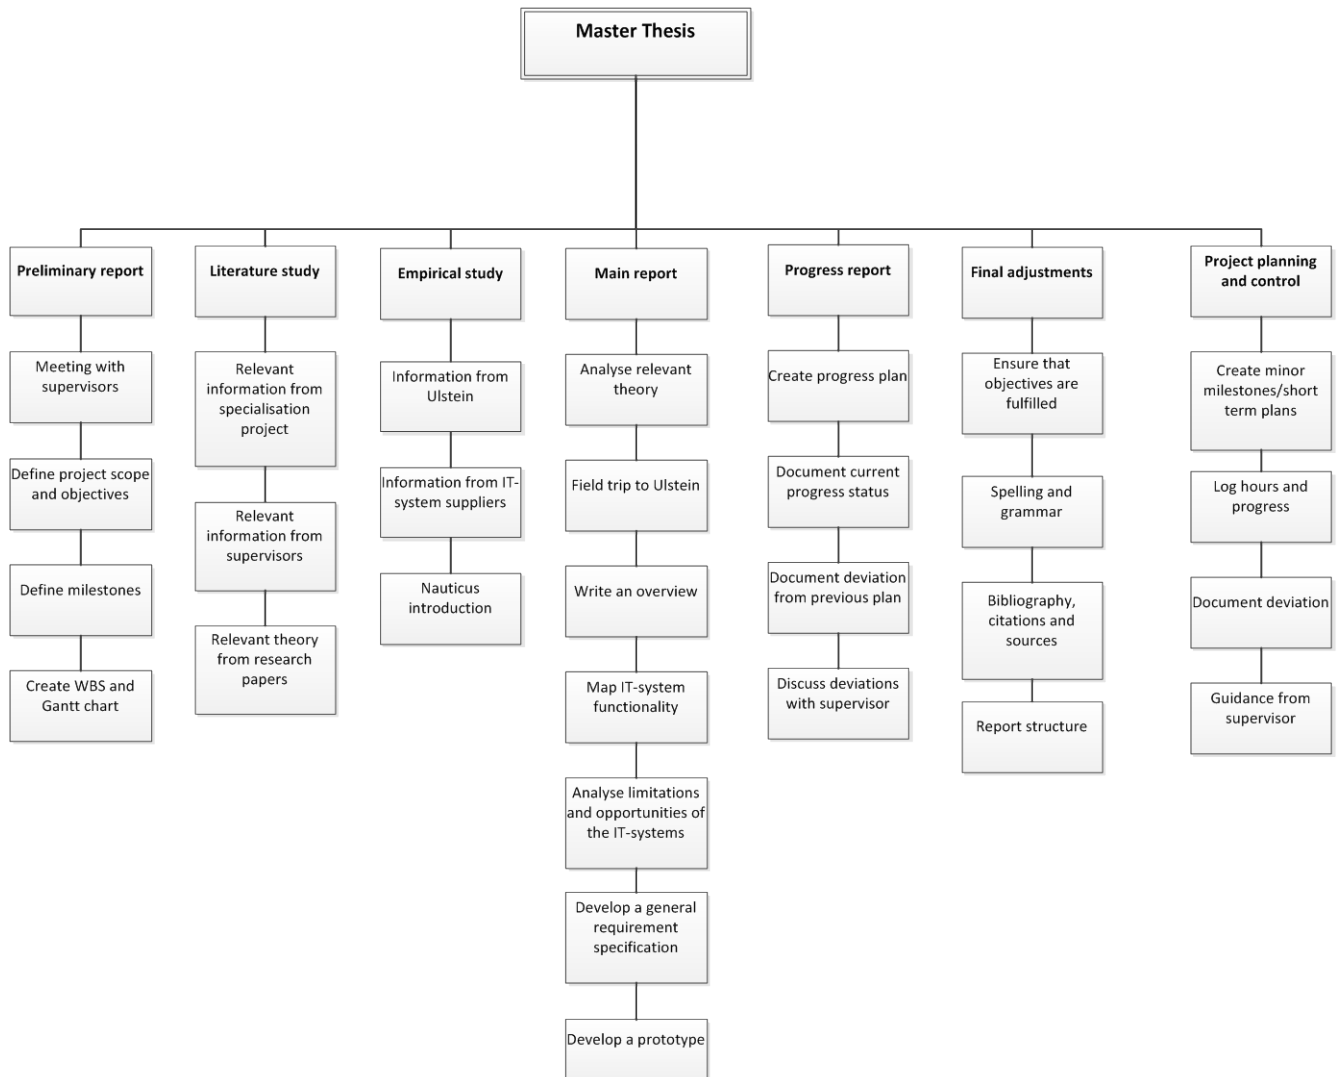 Master Thesis
Preliminary report
Meeting with
supervisors
Define project scope
and objectives
Define milestones
Create WBS and
Gantt chart
Literature study
Relevant
information from
specialisation
project
Relevant
information from
supervisors
Relevant theory
from research
papers
Empirical study
Information from
Ulstein
Information from IT-
system suppliers
Nauticus
introduction
Main report
Analyse relevant
theory
Field trip to Ulstein
Write an overview
Map IT-system
functionality
Analyse limitations
and opportunities of
the IT-systems
Develop a general
requirement
specification
Develop a prototype
Progress report
Create progress plan
Document current
progress status
Document deviation
from previous plan
Discuss deviations
with supervisor
Final adjustments
Ensure that
objectives are
fulfilled
Spelling and
grammar
Bibliography,
citations and
sources
Report structure
Project planning
and control
Create minor
milestones/short
term plans
Log hours and
progress
Document deviation
Guidance from
supervisor